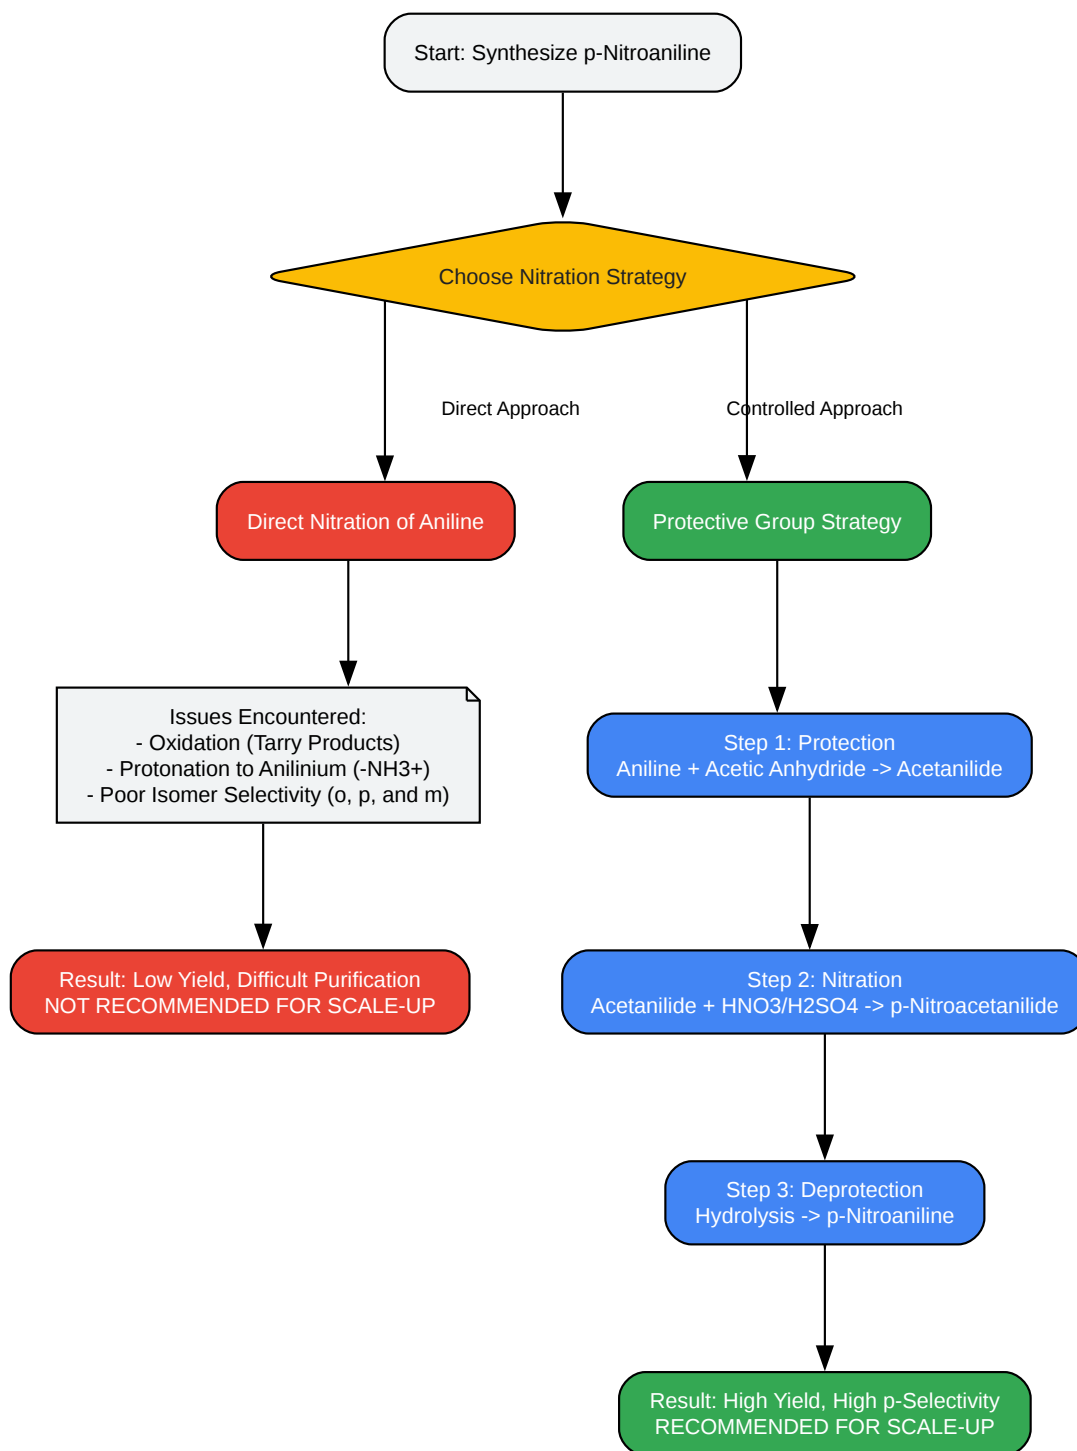 Start: Synthesize p-Nitroaniline
Choose Nitration Strategy
Direct Approach
Controlled Approach
Direct Nitration of Aniline
Protective Group Strategy
Issues Encountered:
- Oxidation (Tarry Products)
- Protonation to Anilinium (-NH3+)
- Poor Isomer Selectivity (o, p, and m)
Step 1: Protection
Aniline + Acetic Anhydride -> Acetanilide
Result: Low Yield, Difficult Purification
NOT RECOMMENDED FOR SCALE-UP
Step 2: Nitration
Acetanilide + HNO3/H2SO4 -> p-Nitroacetanilide
Step 3: Deprotection
Hydrolysis -> p-Nitroaniline
Result: High Yield, High p-Selectivity
RECOMMENDED FOR SCALE-UP